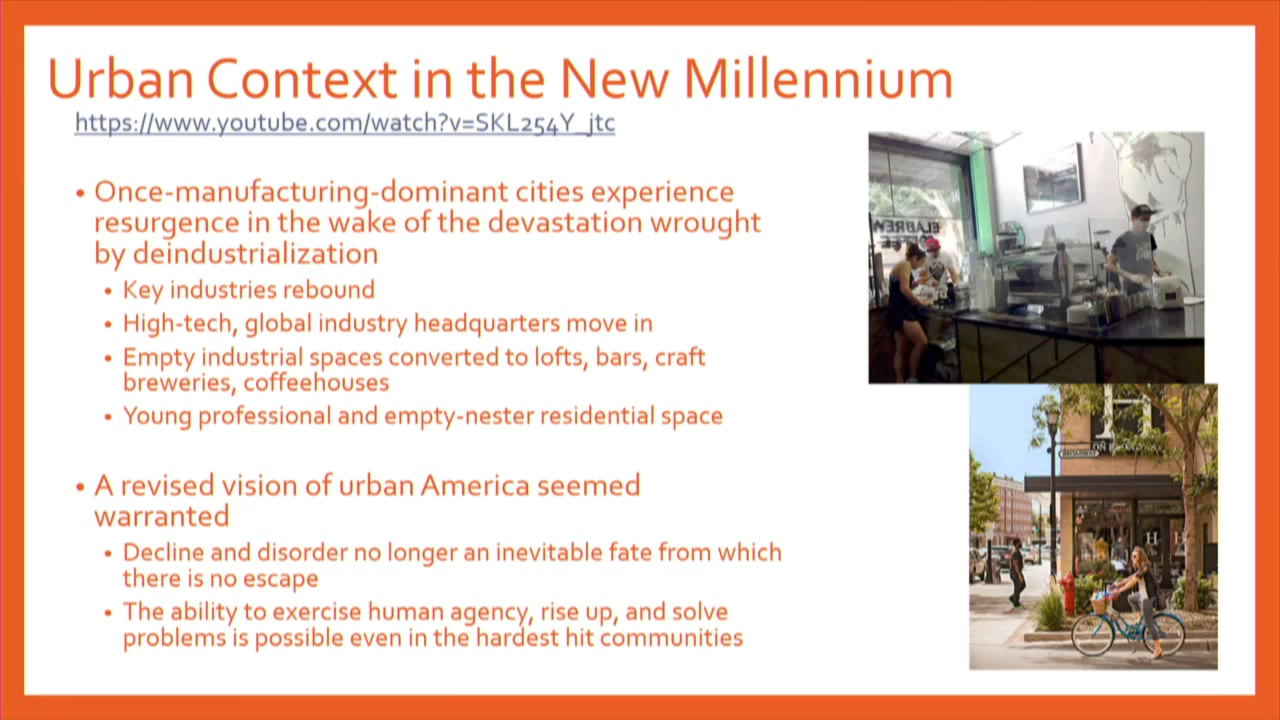 Urban Context in the New Millennium
https://www.youtube.com/watch?v=SKL254Y_jtc
• Once-manufacturing-dominant cities experience
resurgence in the wake of the devastation wrought
by deindustrialization
• Key industries rebound
• High-tech, global industry headquarters move in
• Empty industrial spaces converted to lofts, bars, craft
breweries, coffeehouses
• Young professional and empty-nester residential space
• A revised vision of urban America seemed
warranted
• Decline and disorder no longer an inevitable fate from which
there is no escape
• The ability to exercise human agency, rise up, and solve
problems is possible even in the hardest hit communities
H
ON BROADWAY
BROADWAY
H H